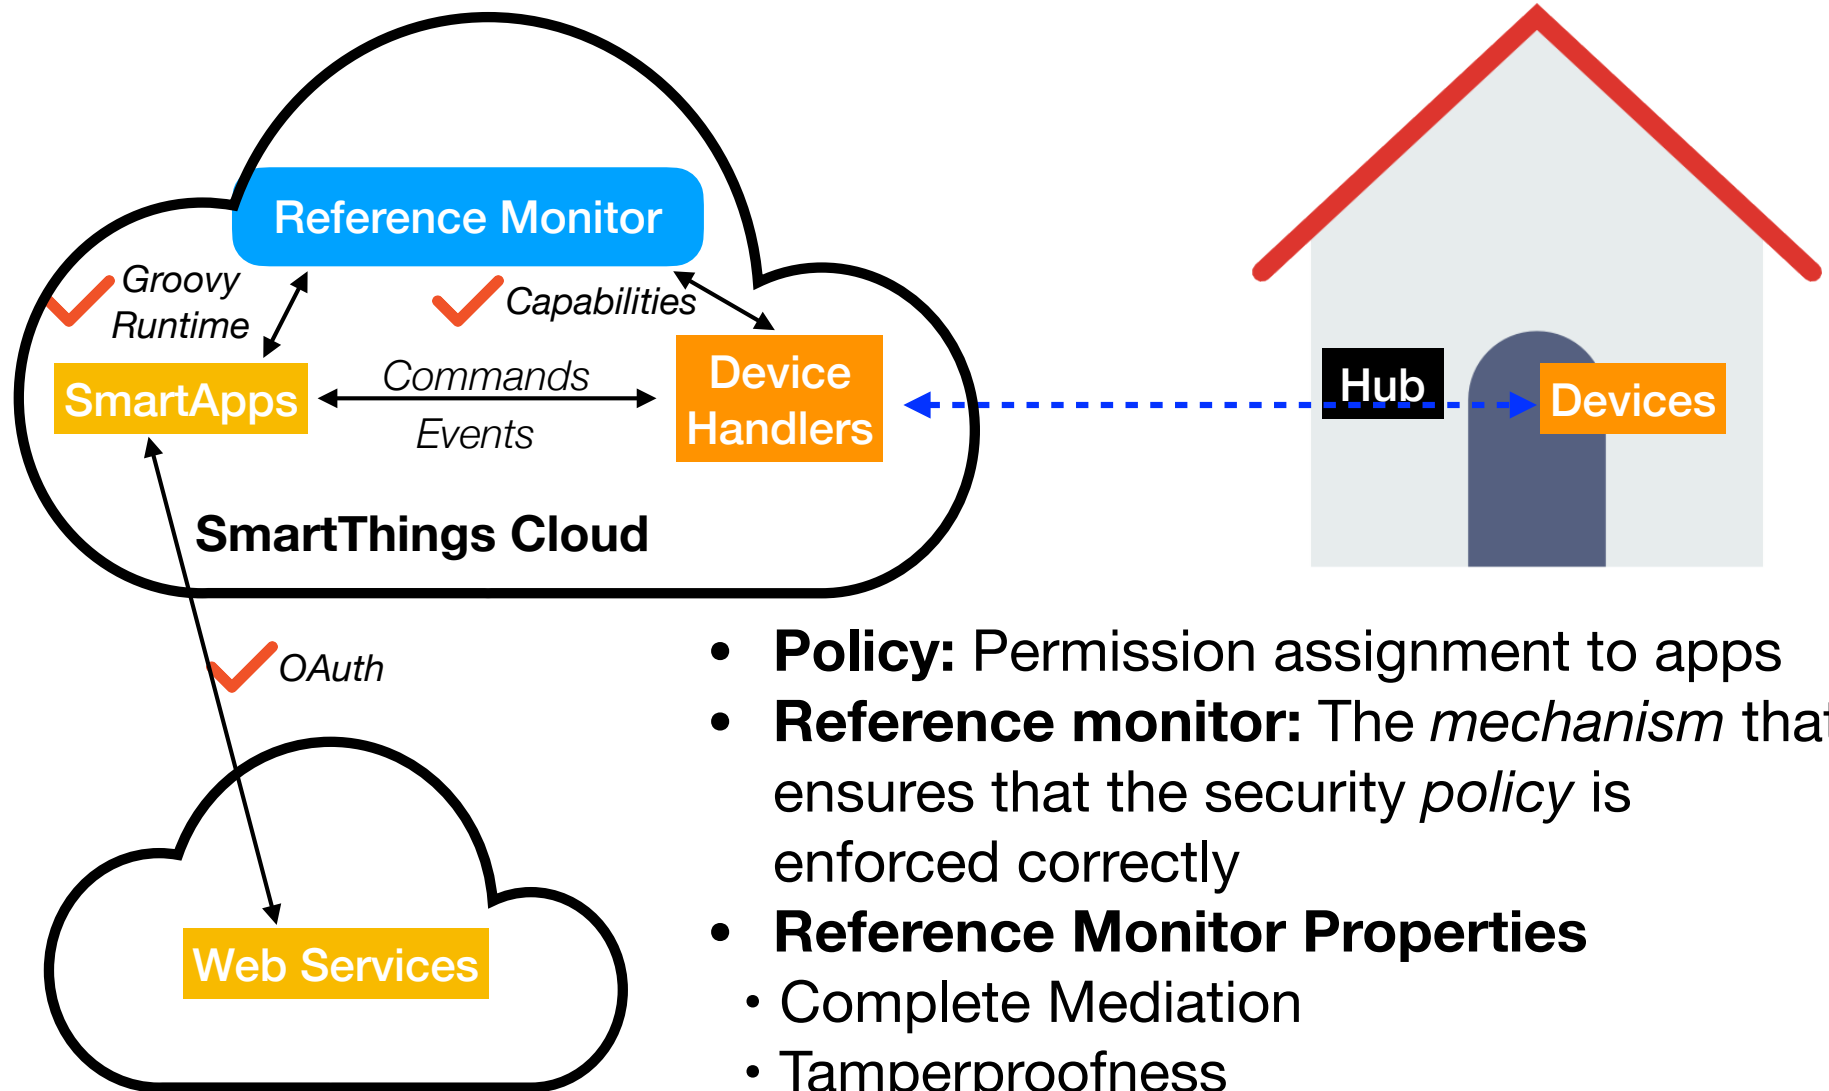 Reference Monitor
Groovy
Runtime
Capabilities
SmartApps
Commands
Events
Device
Handlers
SmartThings Cloud
Hub
Devices
OAuth
Web Services
• Policy: Permission assignment to apps
• Reference monitor: The mechanism that
ensures that the security policy is
enforced correctly
• Reference Monitor Properties
• Complete Mediation
• Tamperproofness